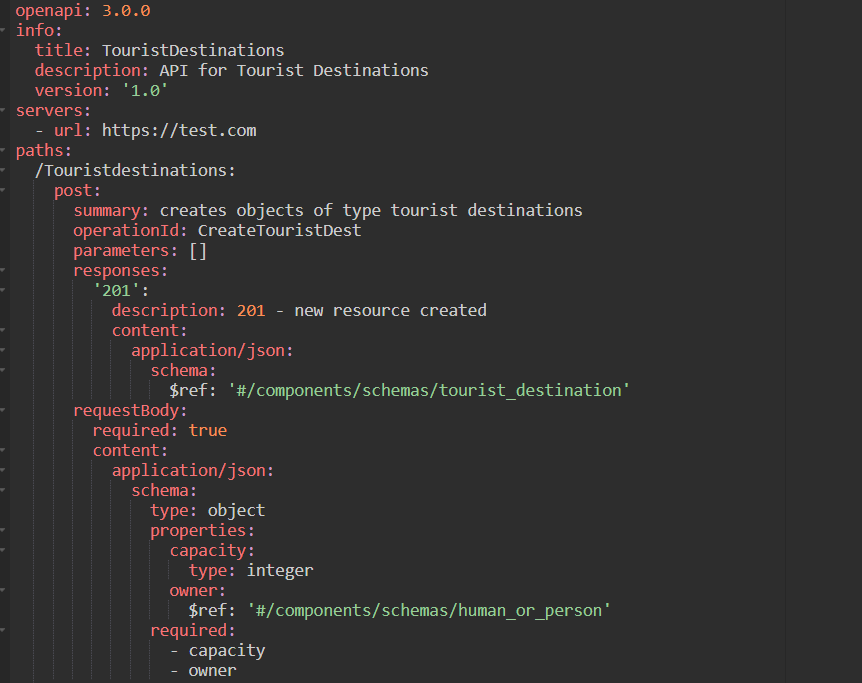 openapi: 3.0.0
info:
  title: TouristDestinations
  description: API for Tourist Destinations
  version: '1.0'
servers:
  - url: https://test.com
paths:
  /Touristdestinations:
    post:
      summary: creates objects of type tourist destinations
      operationId: CreateTouristDest
      parameters: []
      responses:
        '201':
          description: 201 - new resource created
          content:
            application/json:
              schema:
                $ref: '#/components/schemas/tourist_destination'
      requestBody:
        required: true
        content:
          application/json:
            schema:
              type: object
              properties:
                capacity:
                  type: integer
                owner:
                  $ref: '#/components/schemas/human_or_person'
              required:
                - capacity
                - owner